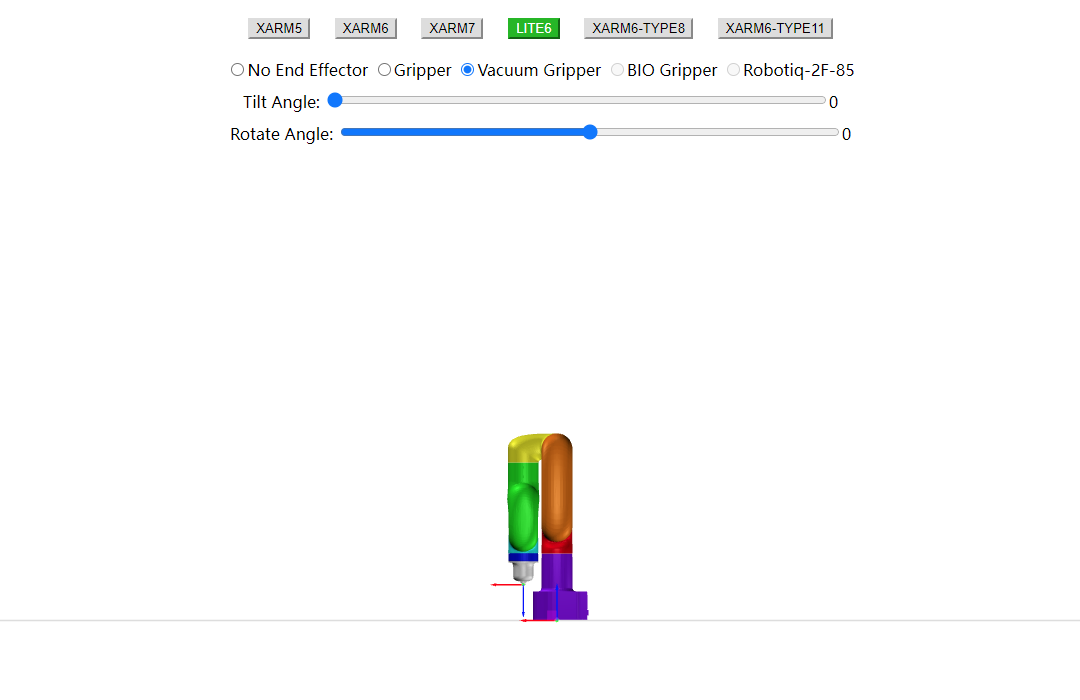 XARM5 XARM6 XARM7 LITE6 XARM6-TYPE8 XARM6-TYPE11
No End Effector Gripper Vacuum Gripper BIO Gripper Robotiq-2F-85
Tilt Angle: 0
Rotate Angle: 0